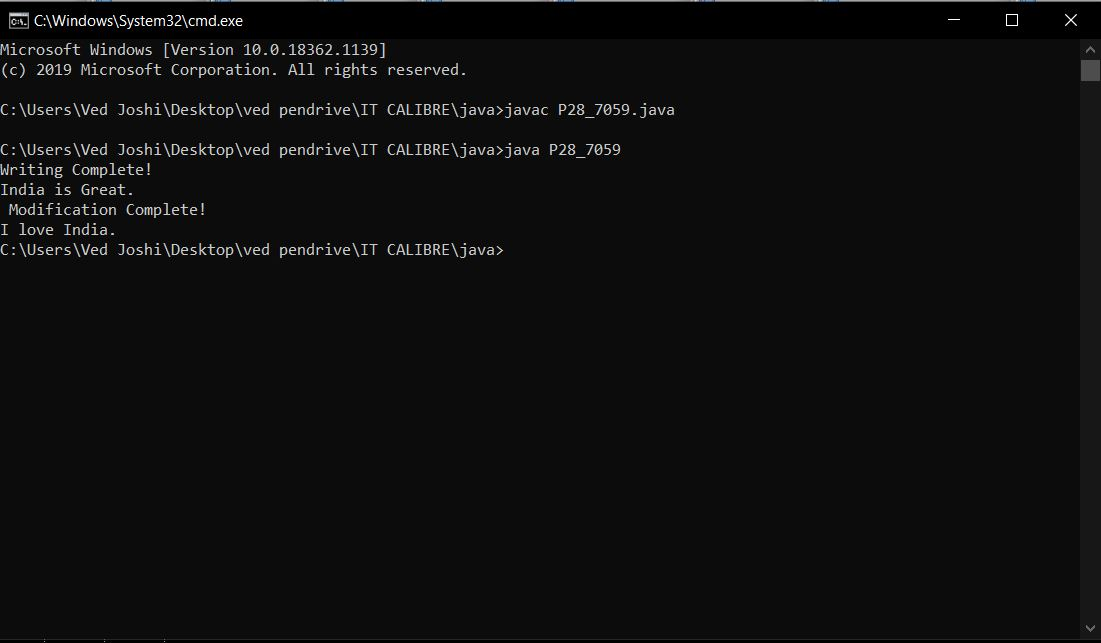 C:\Windows\System32\cmd.exe
Microsoft Windows [Version 10.0.18362.1139]
(c) 2019 Microsoft Corporation. All rights reserved.
C:\Users\Ved Joshi\Desktop\ved pendrive\IT CALIBRE\java>javac P28_7059.java
C:\Users\Ved Joshi\Desktop\ved pendrive\IT CALIBRE\java>java P28_7059
Writing Complete!
India is Great.
 Modification Complete!
I love India.
C:\Users\Ved Joshi\Desktop\ved pendrive\IT CALIBRE\java>